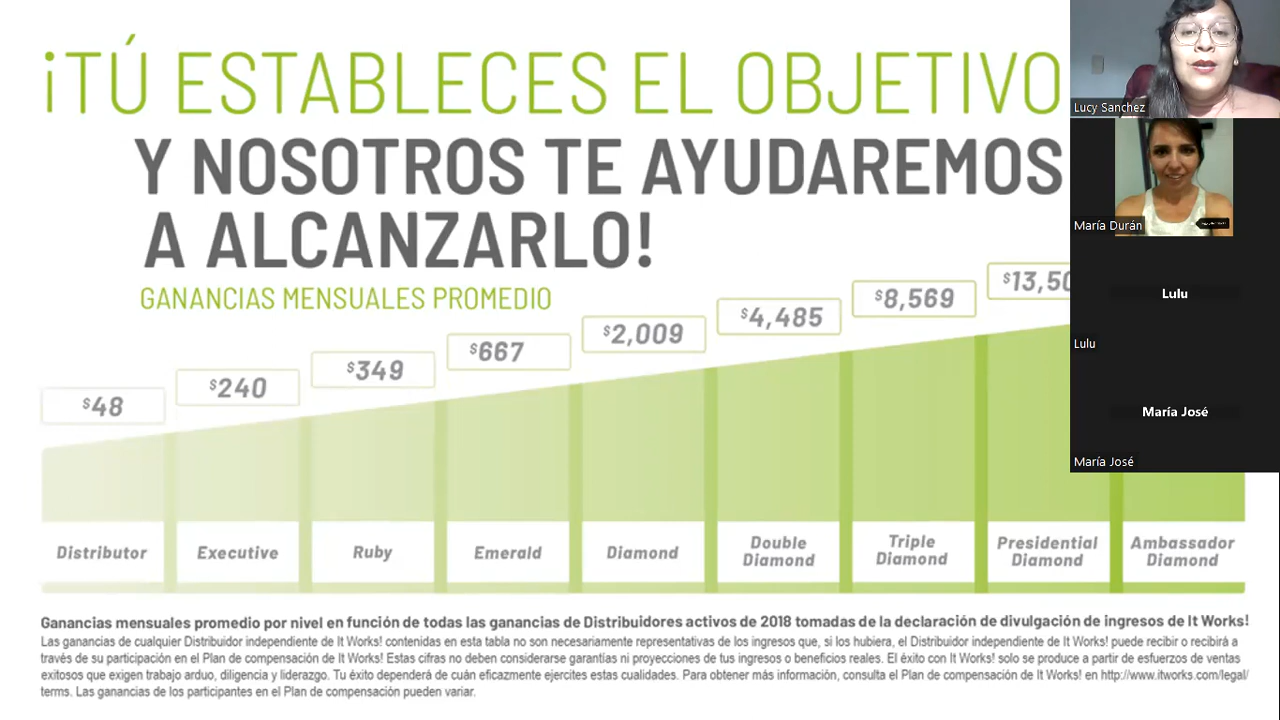 ¡TÚ ESTABLECES EL OBJETIVO
Y NOSOTROS TE AYUDAREMOS
A ALCANZARLO!
GANANCIAS MENSUALES PROMEDIO
$48
$240
$349
$667
$2,009
$4,485
$8,569
$13,50
Distributor
Executive
Ruby
Emerald
Diamond
Double
Diamond
Triple
Diamond
Presidential
Diamond
Ambassador
Diamond
Ganancias mensuales promedio por nivel en función de todas las ganancias de Distribuidores activos de 2018 tomadas de la declaración de divulgación de ingresos de It Works!
Las ganancias de cualquier Distribuidor independiente de It Works! contenidas en esta tabla no son necesariamente representativas de los ingresos que, si los hubiera, el Distribuidor independiente de It Works! puede recibir o recibirá a
través de su participación en el Plan de compensación de It Works! Estas cifras no deben considerarse garantías ni proyecciones de tus ingresos o beneficios reales. El éxito con It Works! solo se produce a partir de esfuerzos de ventas
exitosos que exigen trabajo arduo, diligencia y liderazgo. Tu éxito dependerá de cuán eficazmente ejercites estas cualidades. Para obtener más información, consulta el Plan de compensación de It Works! en http://www.itworks.com/legal/
terms. Las ganancias de los participantes en el Plan de compensación pueden variar.
Lucy Sanchez
María Durán
Lulu
Lulu
María José
María José